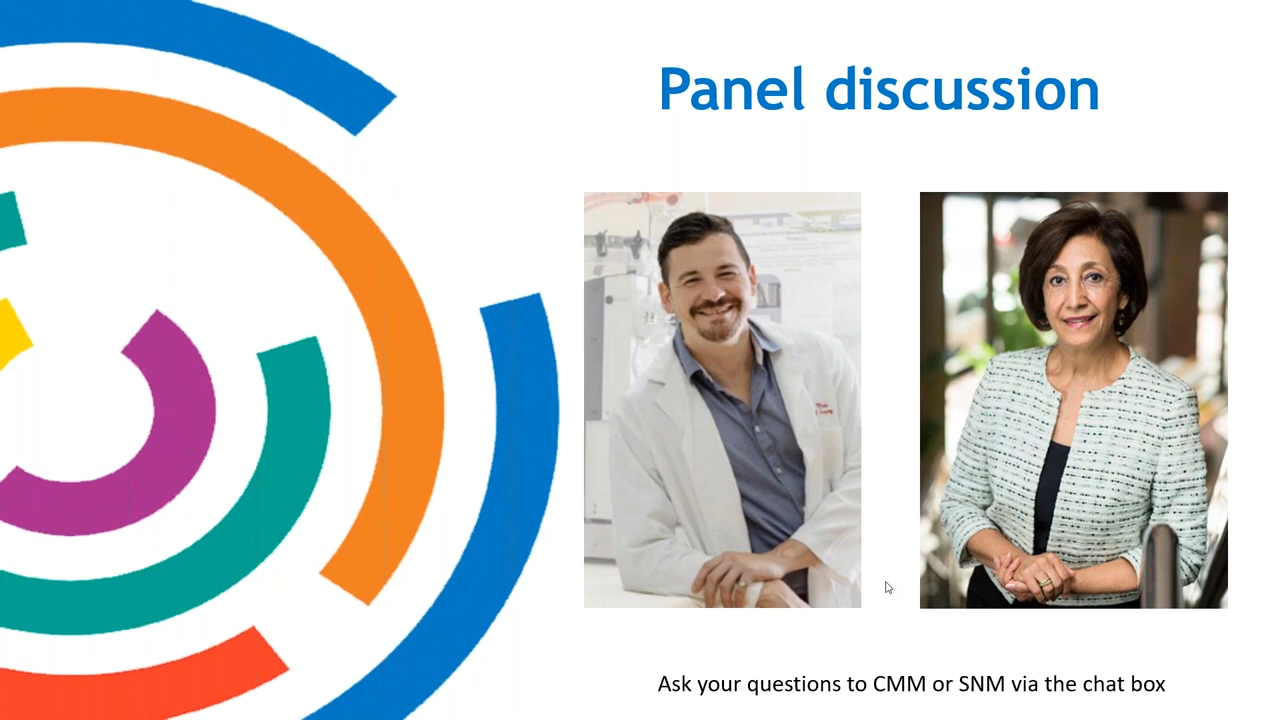 Panel discussion
Ask your questions to CMM or SNM via the chat box